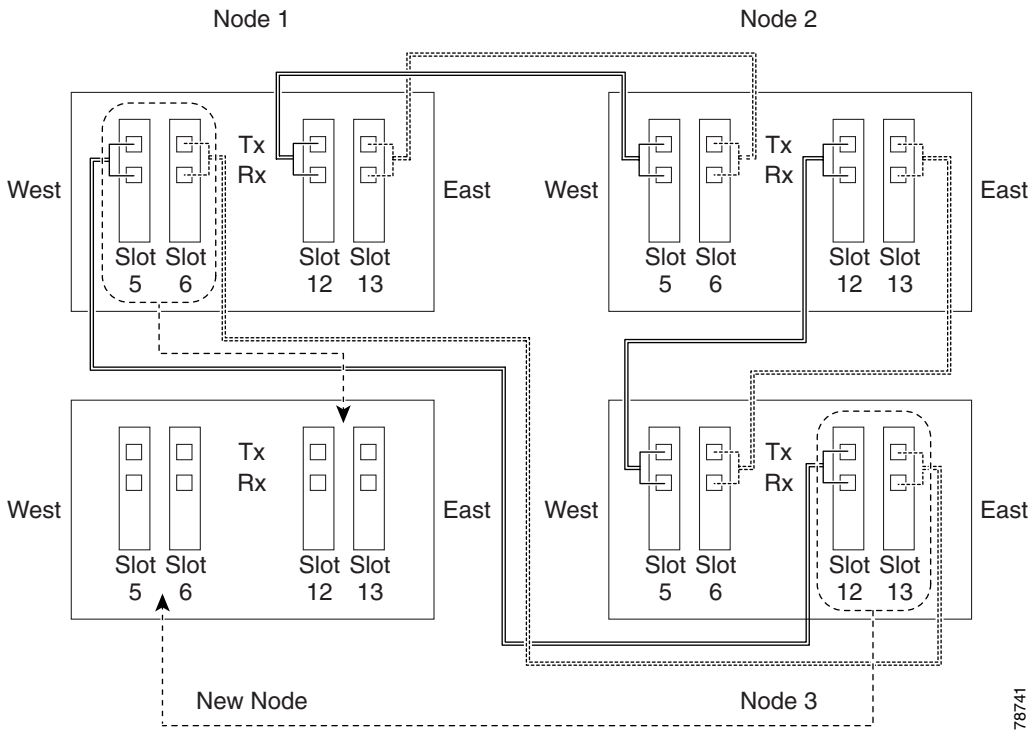 Node 1
Node 2
West
Tx
Rx
East
Slot 5
Slot 6
Slot 12
Slot 13
West
Tx
Rx
East
Slot 5
Slot 6
Slot 12
Slot 13
West
Tx
Rx
East
Slot 5
Slot 6
Slot 12
Slot 13
West
Tx
Rx
East
Slot 5
Slot 6
Slot 12
Slot 13
New Node
Node 3
78741